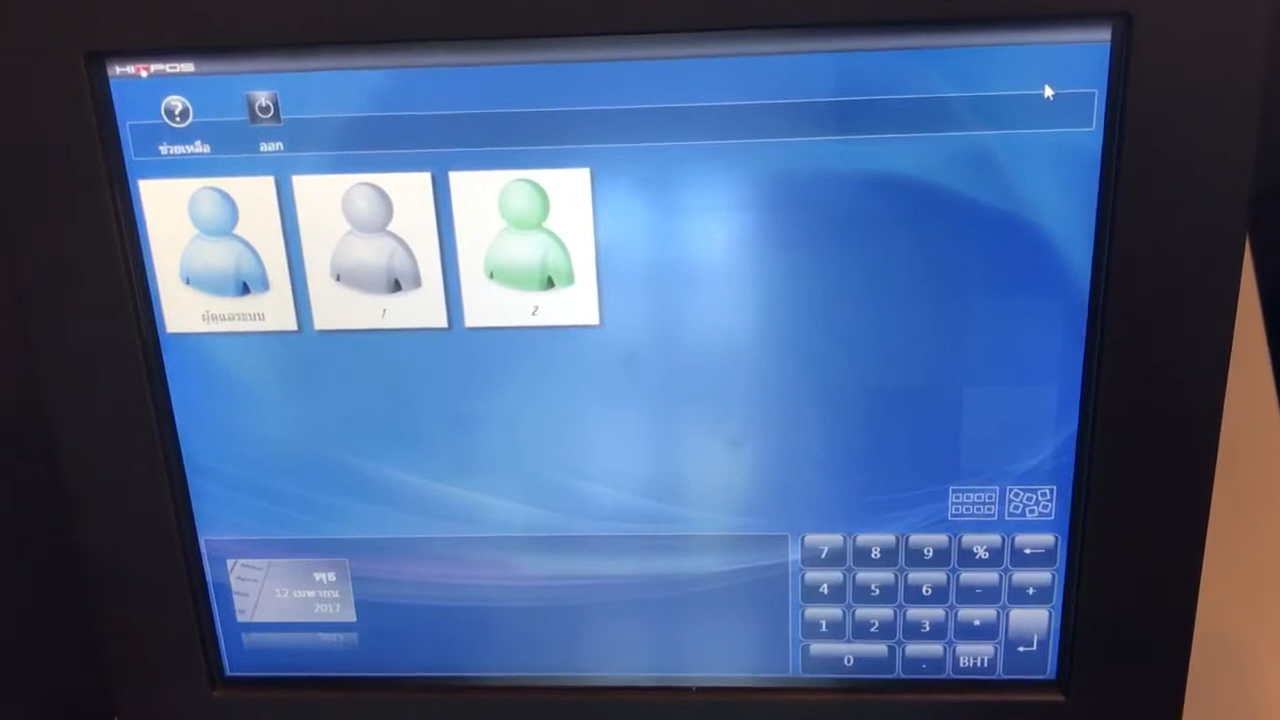 HITPOS
?
ช่วยเหลือ
ออก
ผู้ดูแลระบบ
1
2
พุธ
12 เมษายน
2017
7 8 9 % ←
4 5 6 - +
1 2 3 *
0 . BHT